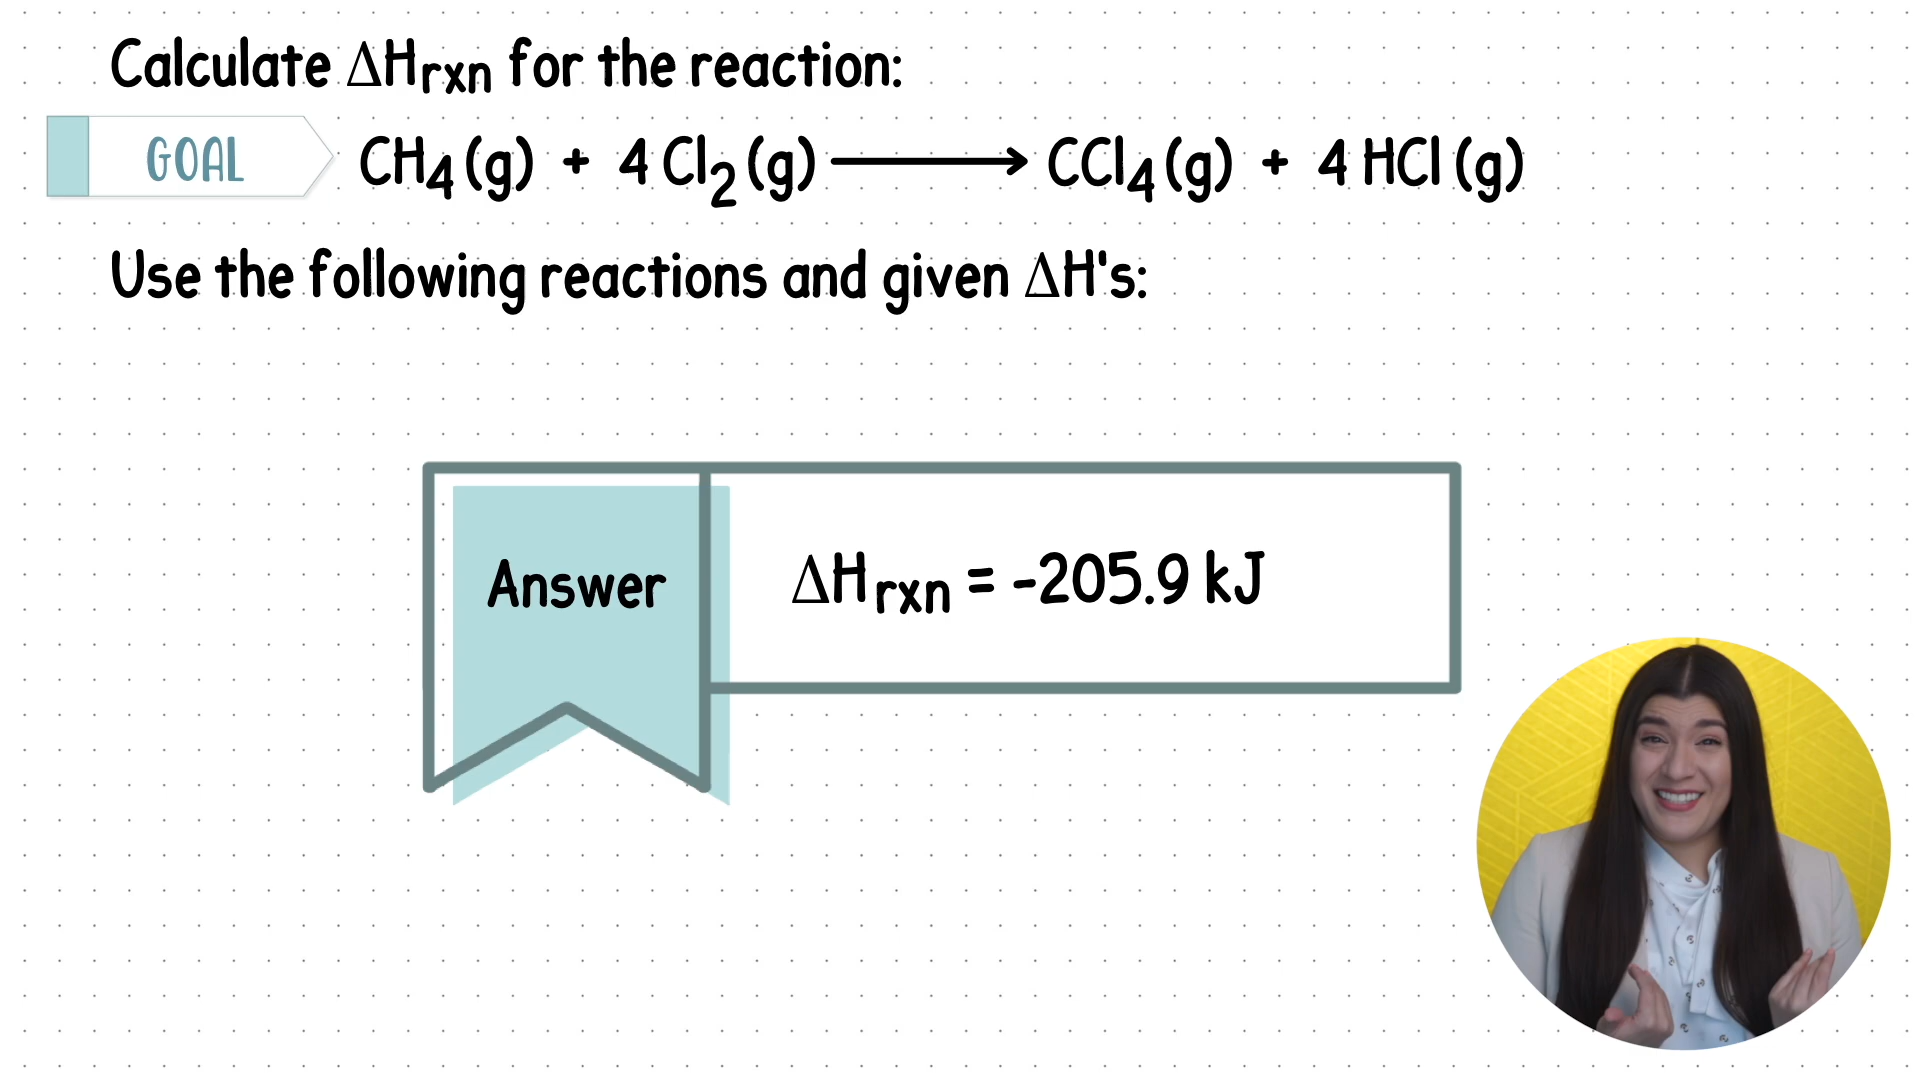 Calculate ΔHrxn for the reaction:
GOAL
CH4 (g) + 4 Cl2 (g) ⟶ CCl4 (g) + 4 HCl (g)
Use the following reactions and given ΔH's:
Answer
ΔHrxn = -205.9 kJ